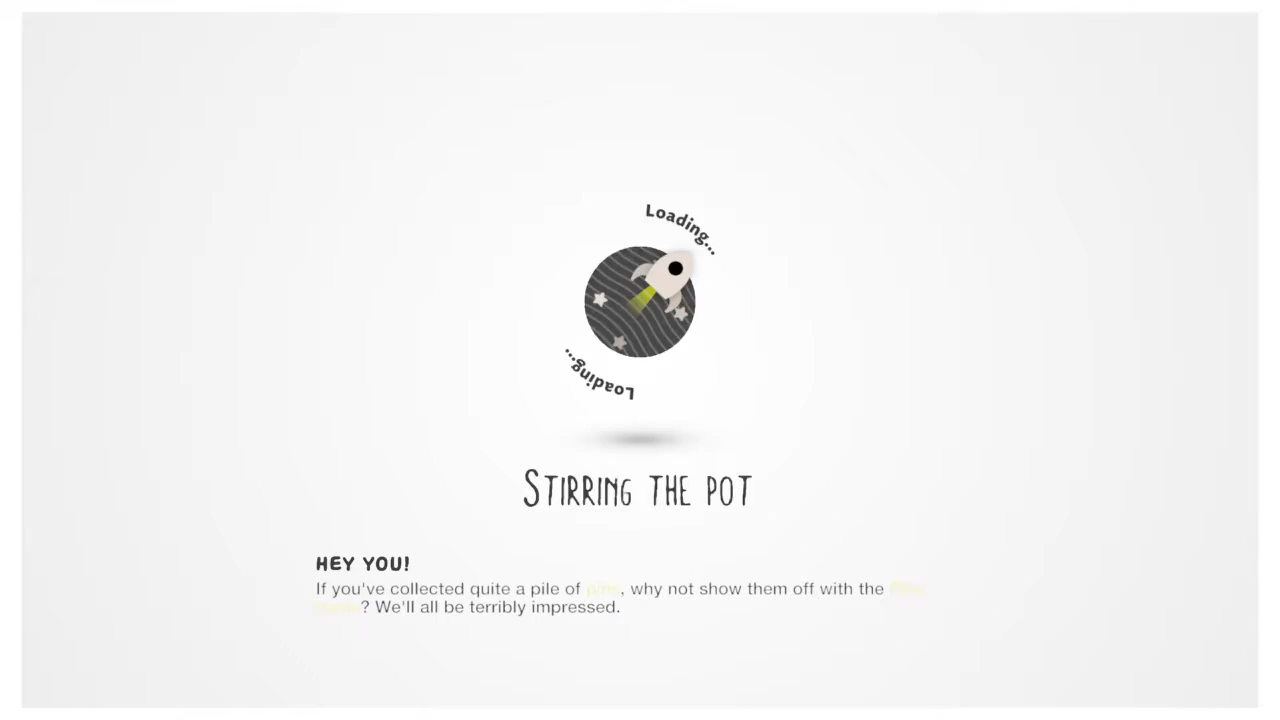 Loading...
Loading...
STIRRING THE POT
HEY YOU!
If you've collected quite a pile of pins, why not show them off with the
? We'll all be terribly impressed.